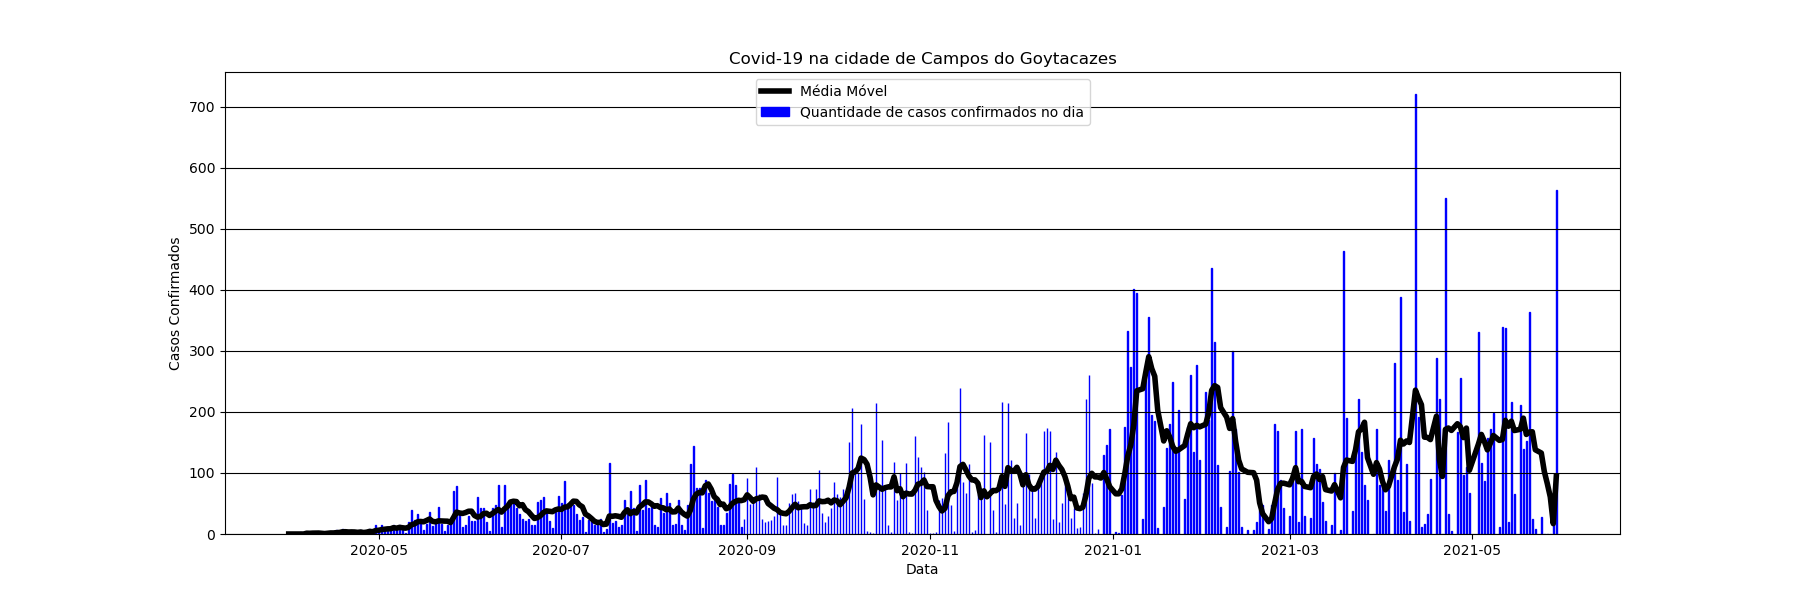 Covid-19 na cidade de Campos do Goytacazes
Média Móvel
Quantidade de casos confirmados no dia
Casos Confirmados
700
600
500
400
300
200
100
0
2020-05 2020-07 2020-09 2020-11 2021-01 2021-03 2021-05
Data